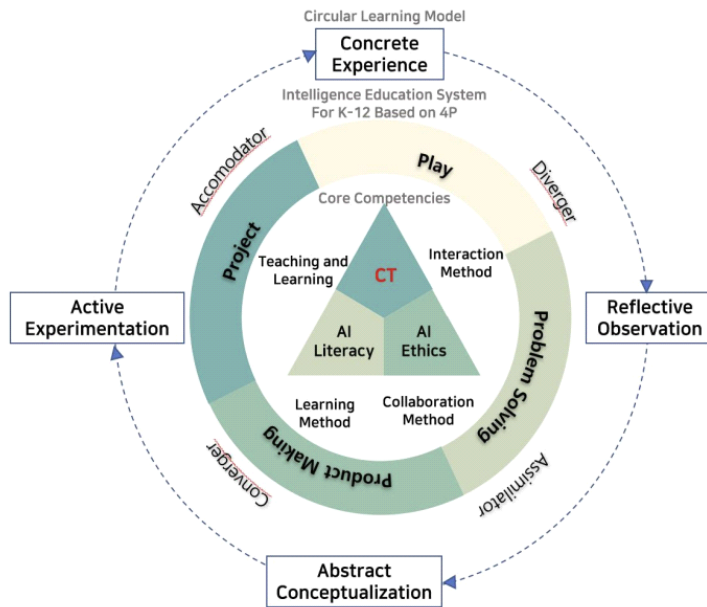 Circular Learning Model
Concrete
Experience
Intelligence Education System
For K-12 Based on 4P
Accomodator
Play
Diverger
Core Competencies
Project
Teaching and
Learning
CT
Interaction
Method
Active
Experimentation
Reflective
Observation
AI
Literacy
AI
Ethics
Problem Solving
Learning
Method
Collaboration
Method
Product Making
Converger
Assimilator
Abstract
Conceptualization